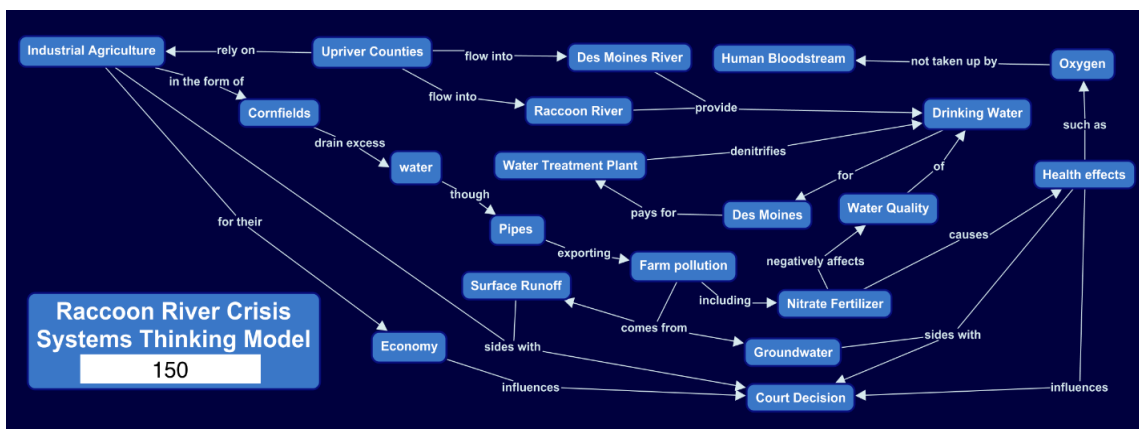 Industrial Agriculture
rely on
Upriver Counties
flow into
Des Moines River
Human Bloodstream
not taken up by
Oxygen
in the form of
flow into
Cornfields
Raccoon River
provide
Drinking Water
such as
drain excess
denitrifies
water
Water Treatment Plant
of
for
Health effects
though
pays for
Des Moines
Water Quality
for their
Pipes
causes
exporting
negatively affects
Farm pollution
Surface Runoff
including
Nitrate Fertilizer
Raccoon River Crisis
Systems Thinking Model
150
comes from
sides with
Economy
Groundwater
sides with
influences
Court Decision
influences